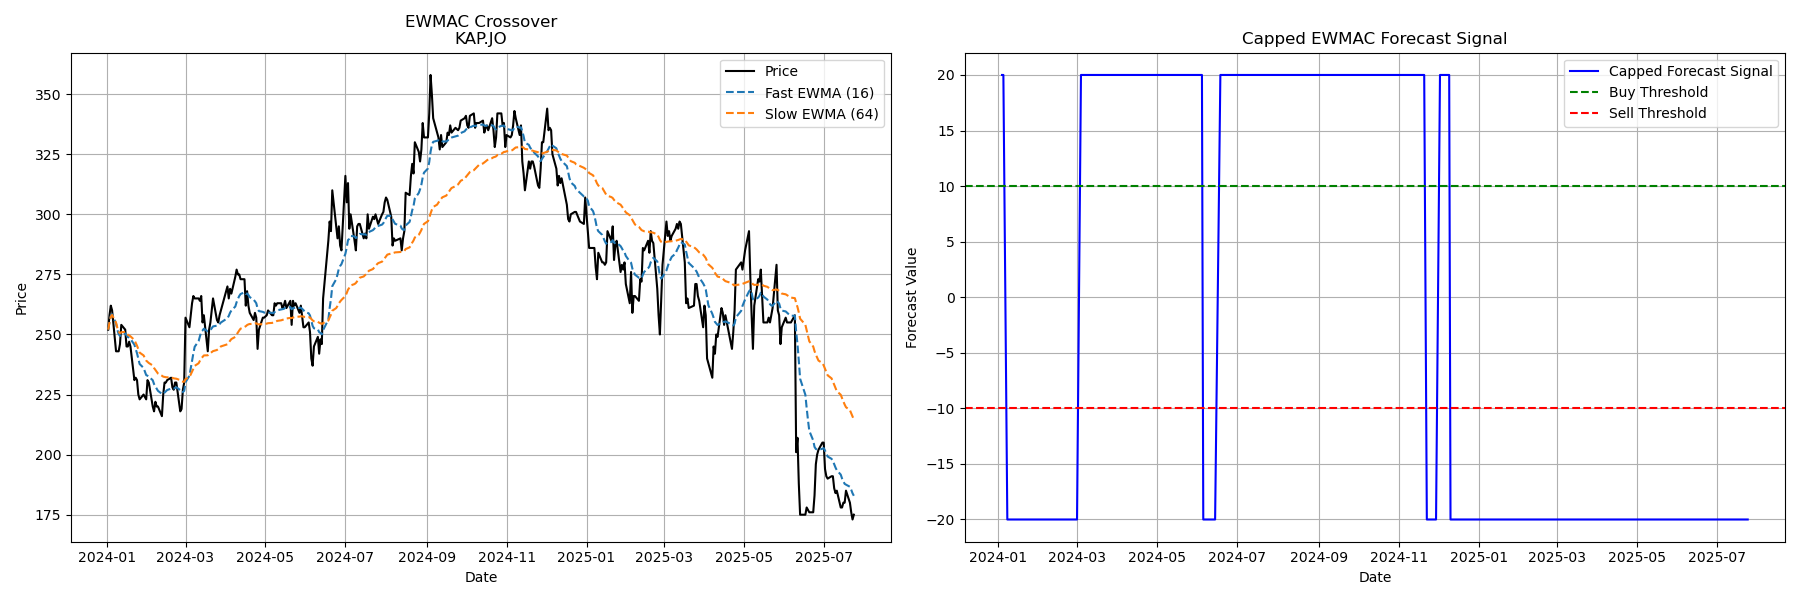 EWMAC Crossover
KAP.JO
Price
Fast EWMA (16)
Slow EWMA (64)
Price
350
325
300
275
250
225
200
175
2024-01 2024-03 2024-05 2024-07 2024-09 2024-11 2025-01 2025-03 2025-05 2025-07
Date
Capped EWMAC Forecast Signal
Capped Forecast Signal
Buy Threshold
Sell Threshold
Forecast Value
20
15
10
5
0
−5
−10
−15
−20
2024-01 2024-03 2024-05 2024-07 2024-09 2024-11 2025-01 2025-03 2025-05 2025-07
Date